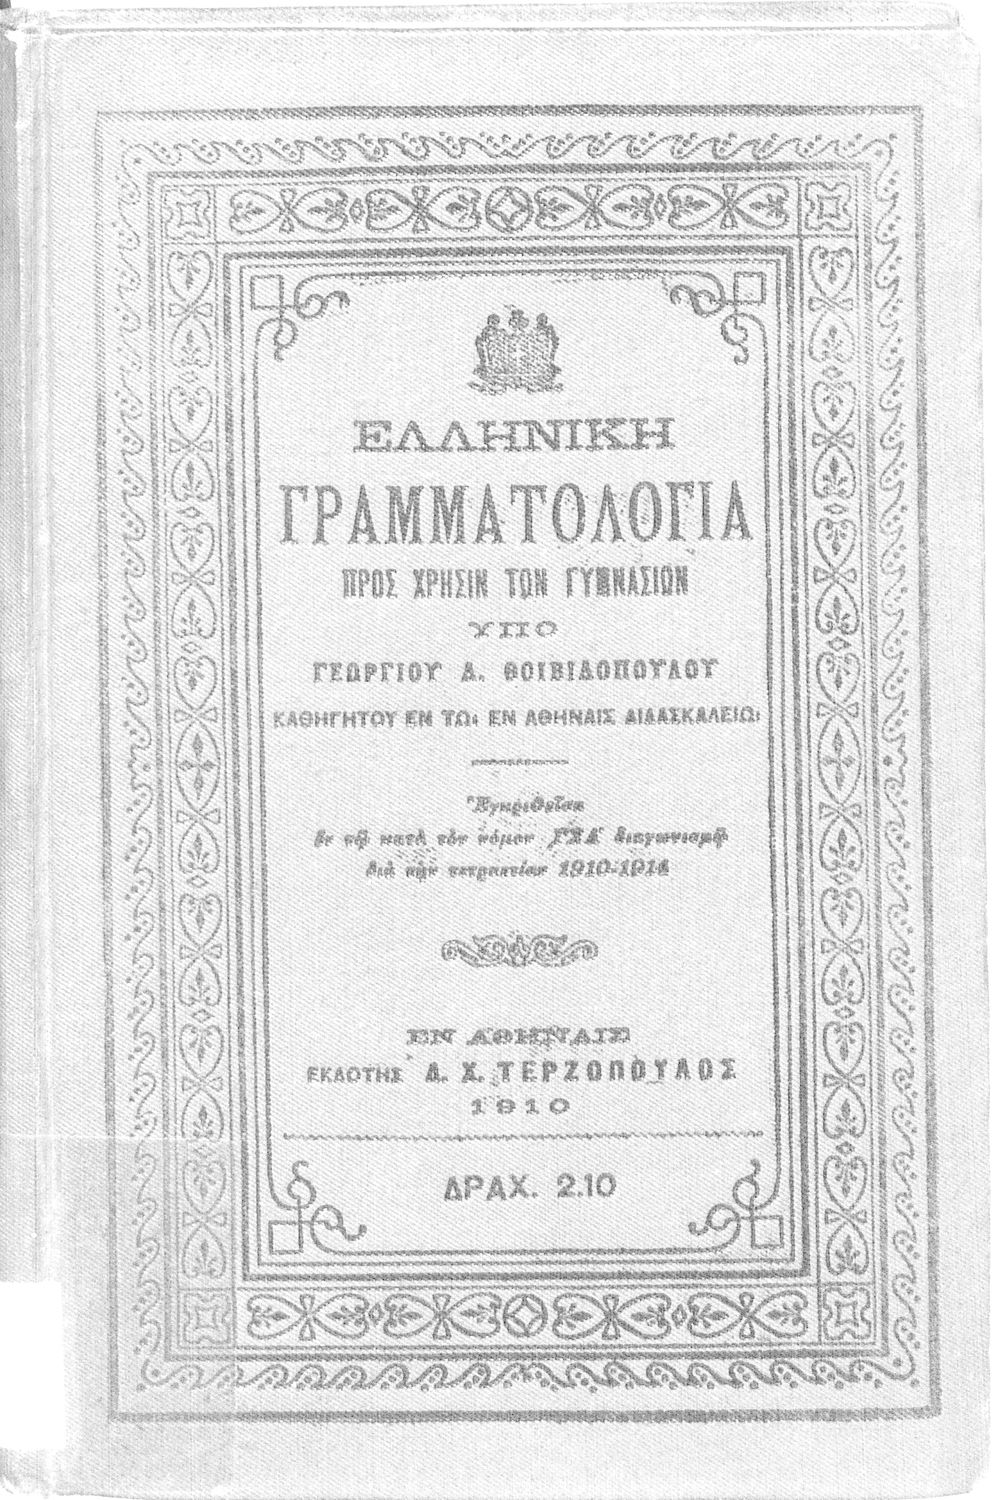 ΕΛΛΗΝΙΚΗ
ΓΡΑΜΜΑΤΟΛΟΓΙΑ
ΠΡΟΣ ΧΡΗΣΙΝ ΤΩΝ ΓΥΜΝΑΣΙΩΝ
ΥΠΟ
ΓΕΩΡΓΙΟΥ Δ. ΘΟΙΒΙΔΟΠΟΥΛΟΥ
ΚΑΘΗΓΗΤΟΥ ΕΝ ΤΩι ΕΝ ΑΘΗΝΑΙΣ ΔΙΔΑΣΚΑΛΕΙΩι
Ἐγκριθεῖσα
ἐν τῷ κατὰ τὸν νόμον ΓΣΑ΄ διαγωνισμῷ
διὰ τὴν τετραετίαν 1910-1914
ΕΝ ΑΘΗΝΑΙΣ
ΕΚΔΟΤΗΣ Δ. Χ. ΤΕΡΖΟΠΟΥΛΟΣ
1910
ΔΡΑΧ. 2.10